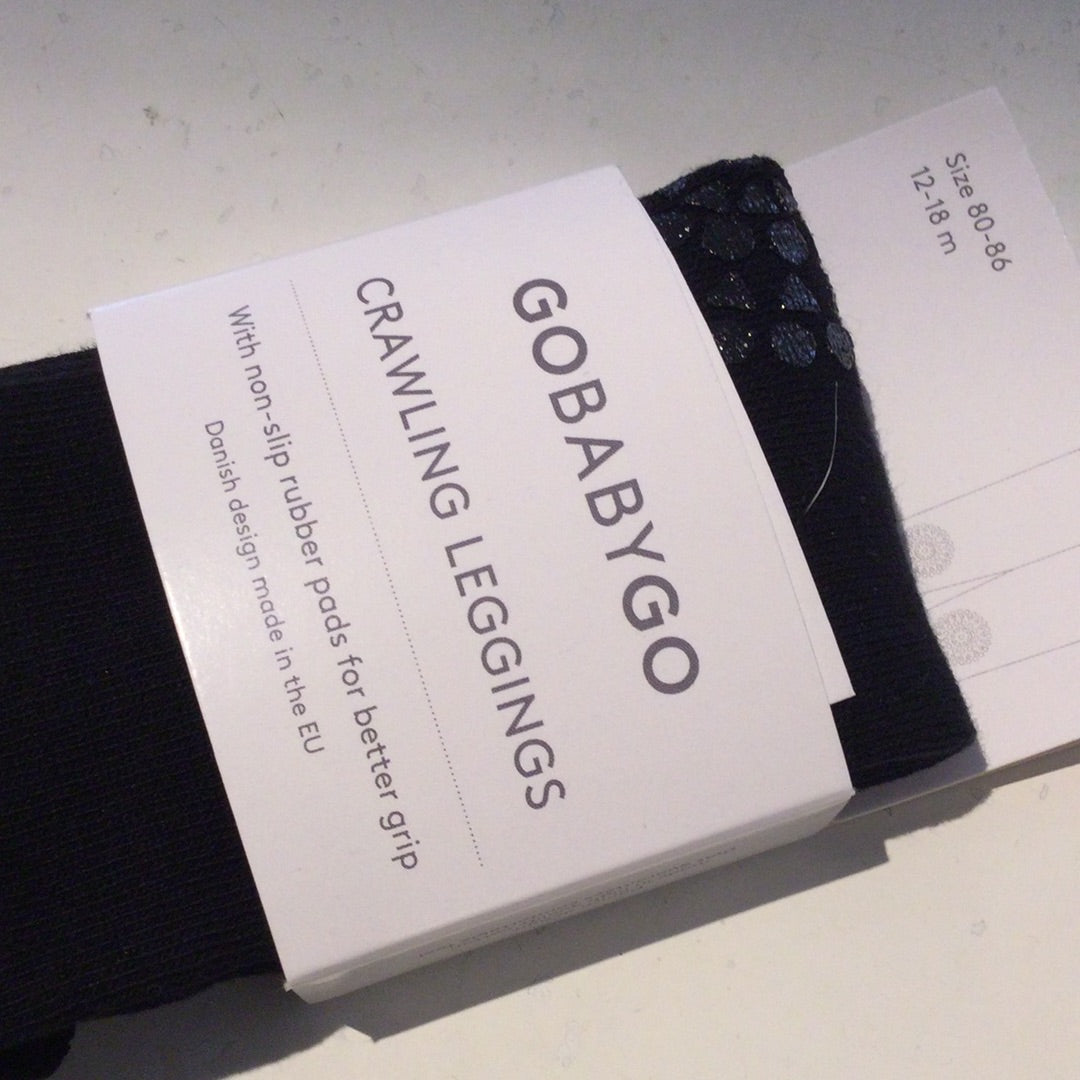 GOBABYGO
CRAWLING LEGGINGS
With non-slip rubber pads for better grip
Danish design made in the EU
Size 80-86
12-18 m